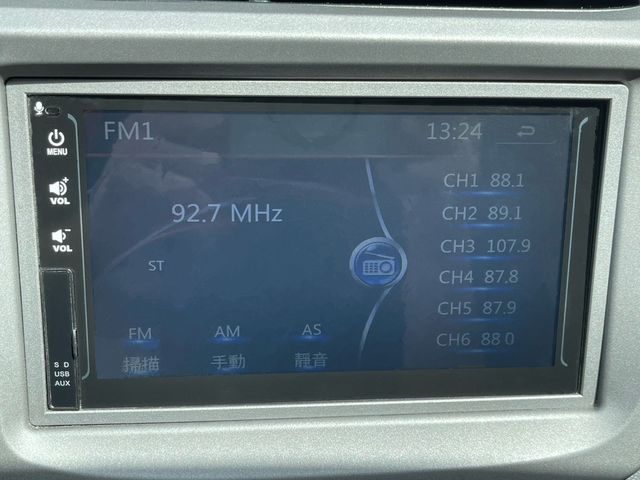 FM1
13:24
MENU
VOL
VOL
S D
USB
AUX
92.7 MHz
ST
CH1 88.1
CH2 89.1
CH3 107.9
CH4 87.8
CH5 87.9
CH6 88.0
FM AM AS
掃描 手動 靜音